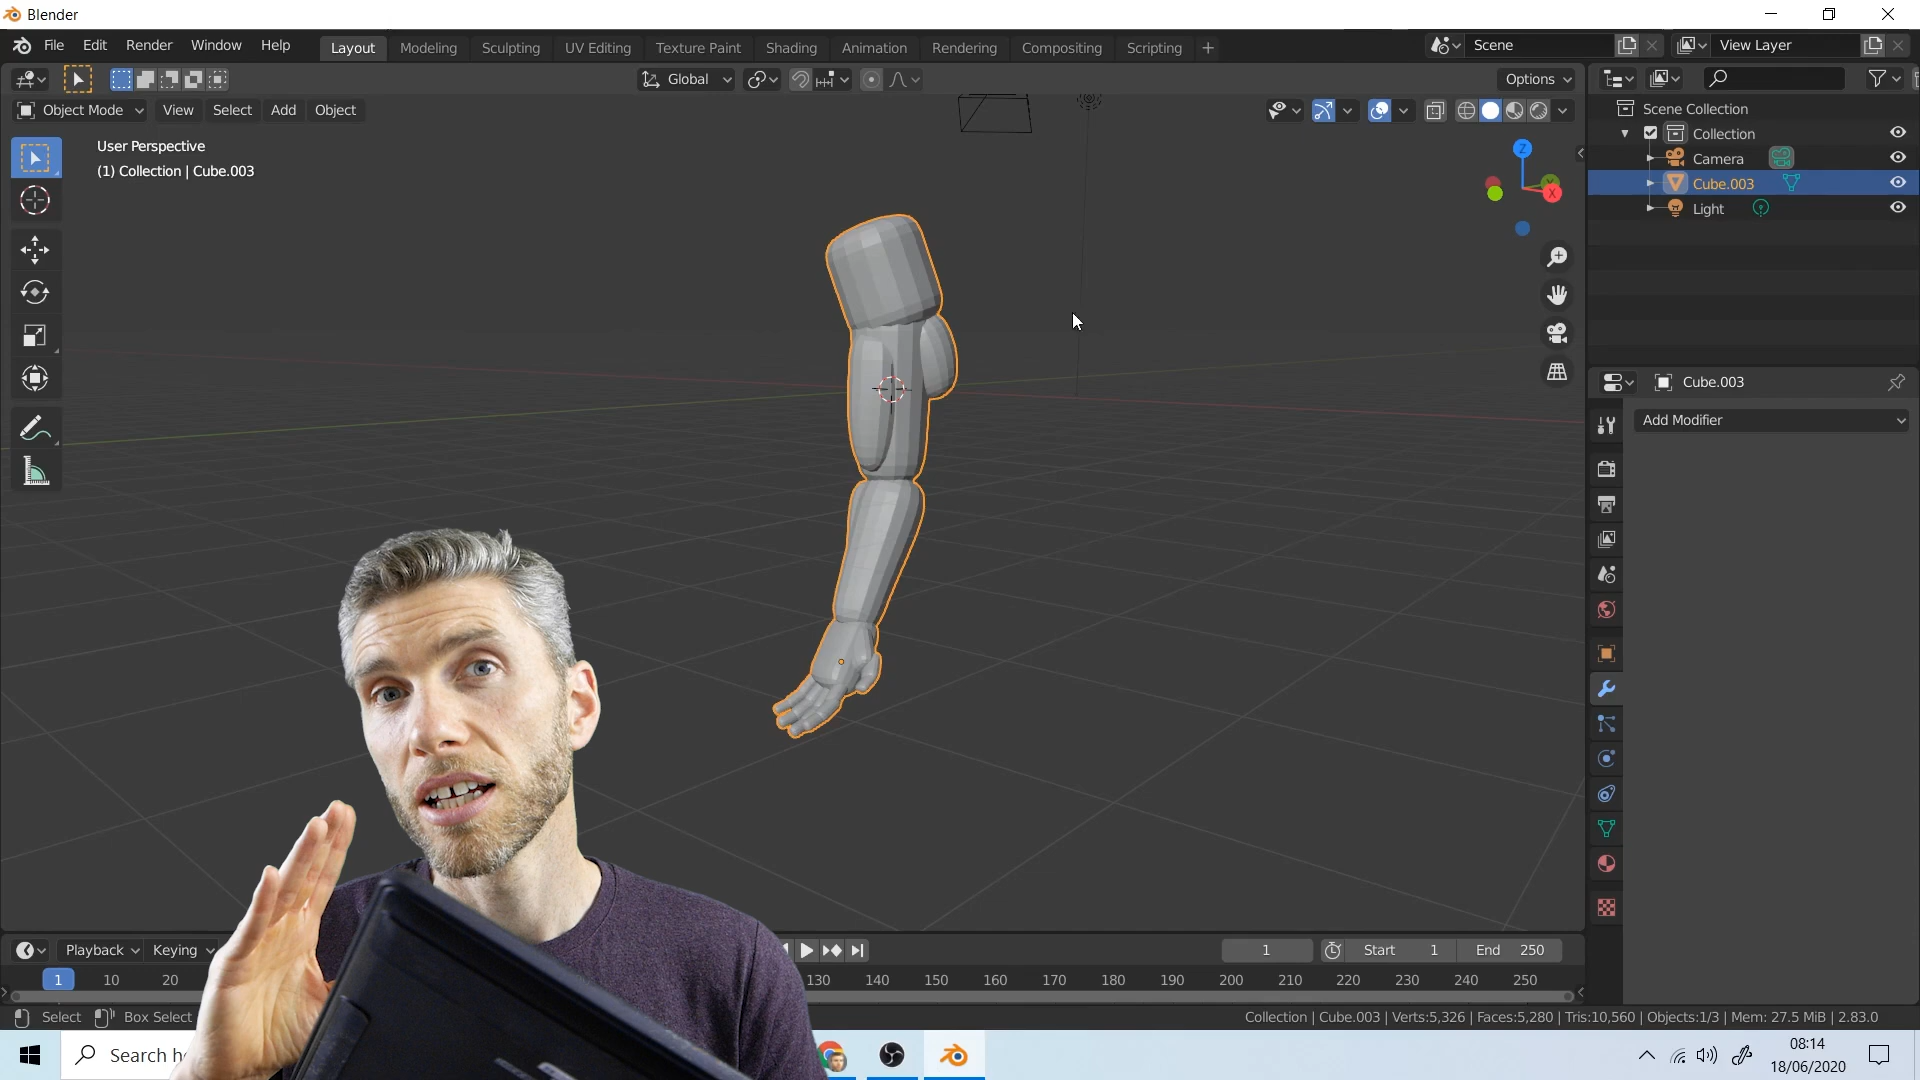 Blender
File Edit Render Window Help Layout Modeling Sculpting UV Editing Texture Paint Shading Animation Rendering Compositing Scripting + Scene View Layer
Global Options
Object Mode View Select Add Object
User Perspective
(1) Collection | Cube.003
Z
Y
X
Scene Collection
Collection
Camera
Cube.003
Light
Cube.003
Add Modifier
Playback Keying 1 Start 1 End 250
1 10 20 130 140 150 160 170 180 190 200 210 220 230 240 250
Select Box Select Collection | Cube.003 | Verts:5,326 | Faces:5,280 | Tris:10,560 | Objects:1/3 | Mem: 27.5 MiB | 2.83.0
Search he
08:14
18/06/2020